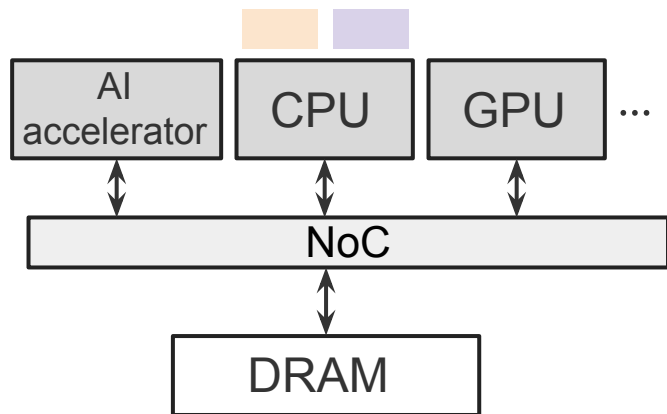 AI
accelerator
CPU
GPU
...
NoC
DRAM